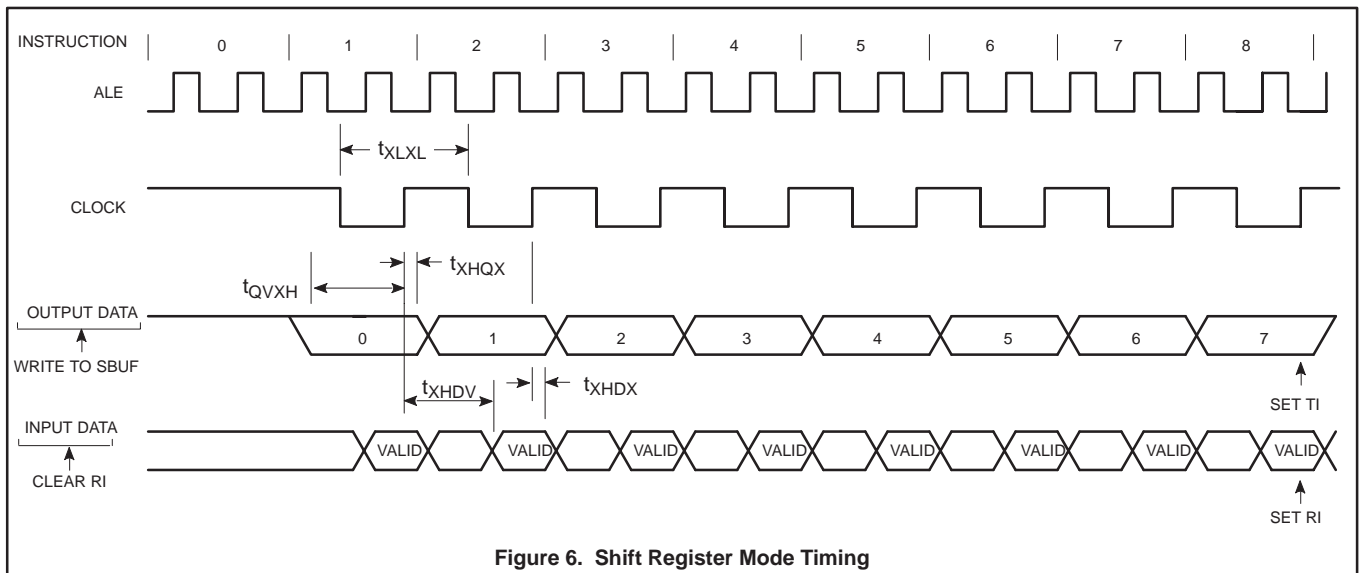 INSTRUCTION 0 1 2 3 4 5 6 7 8
ALE
tXLXL
CLOCK
tXHQX
tQVXH
OUTPUT DATA
0 1 2 3 4 5 6 7
WRITE TO SBUF
tXHDV
tXHDX
SET TI
INPUT DATA
VALID VALID VALID VALID VALID VALID VALID VALID
CLEAR RI
SET RI
Figure 6. Shift Register Mode Timing